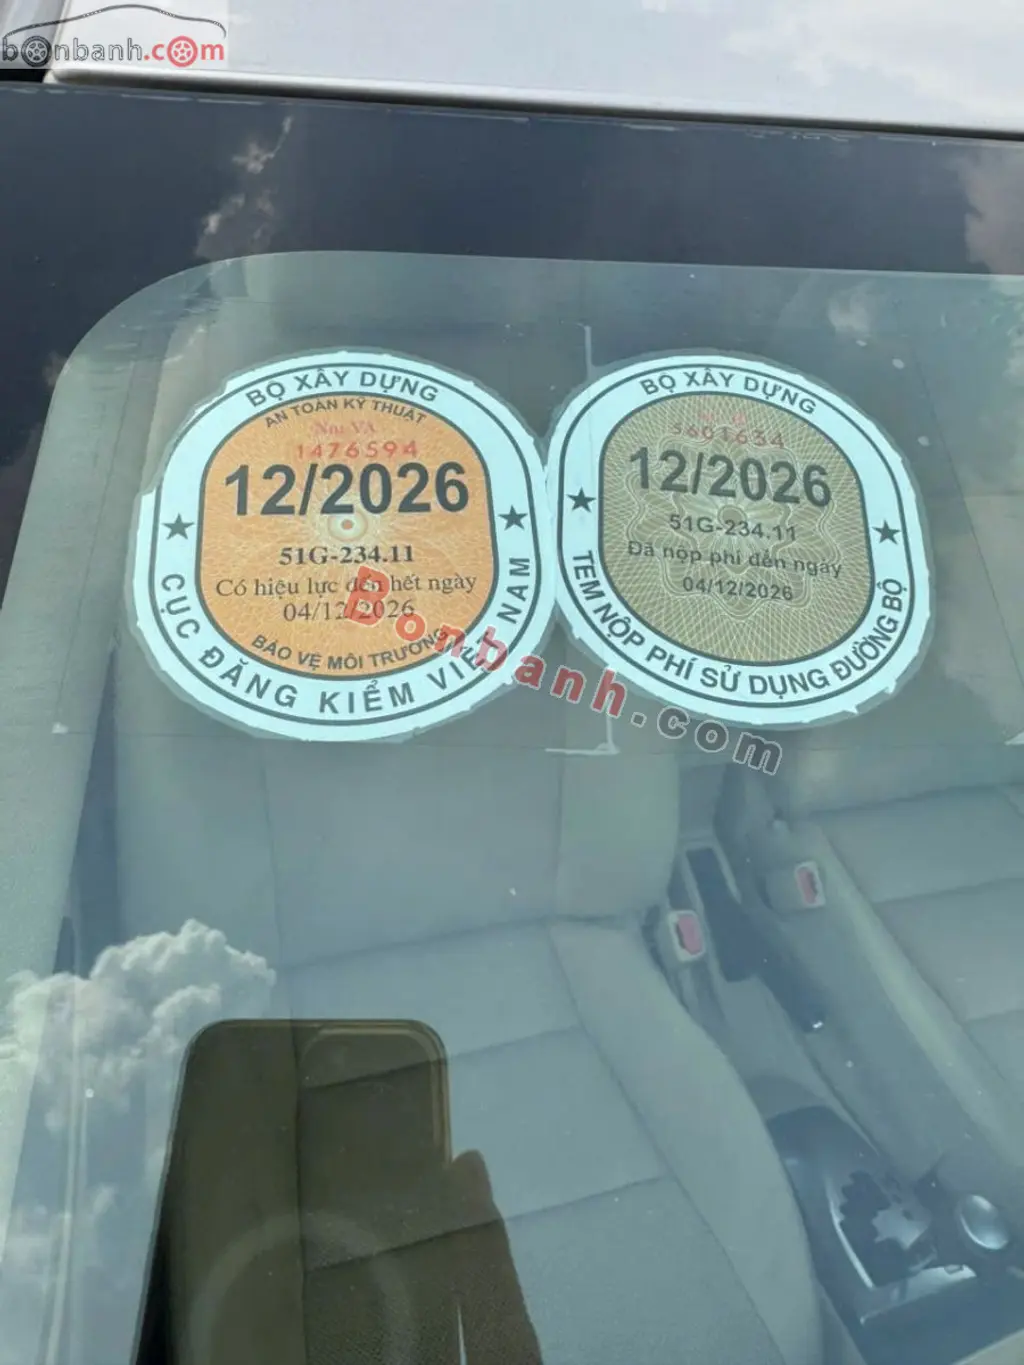 bonbanh.com
BỘ XÂY DỰNG
AN TOÀN KỸ THUẬT
No: VA
1476594
12/2026
51G-234.11
Có hiệu lực đến hết ngày
04/12/2026
BẢO VỆ MÔI TRƯỜNG
CỤC ĐĂNG KIỂM VIỆT NAM
BỘ XÂY DỰNG
5601634
12/2026
51G-234.11
Đã nộp phí đến ngày
04/12/2026
TEM NỘP PHÍ SỬ DỤNG ĐƯỜNG BỘ
Bonbanh.com